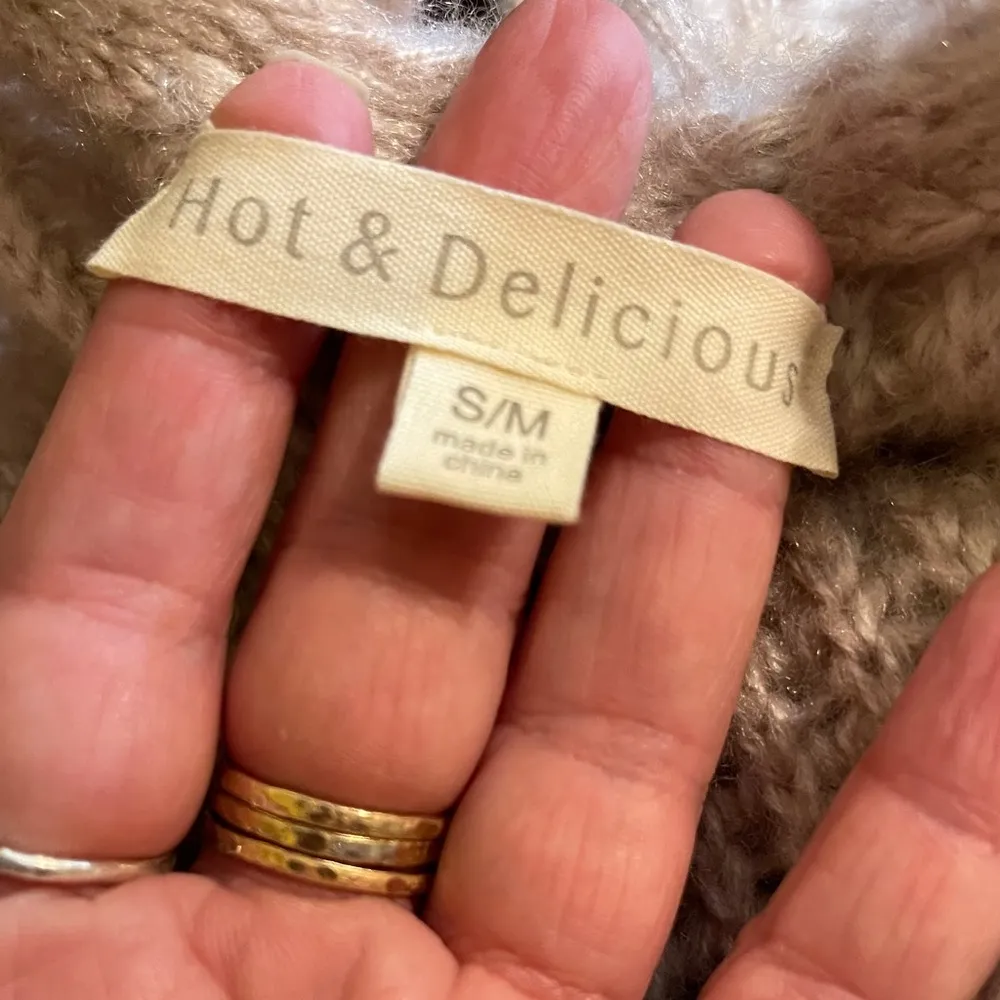 Hot & Delicious
S/M
made in
china